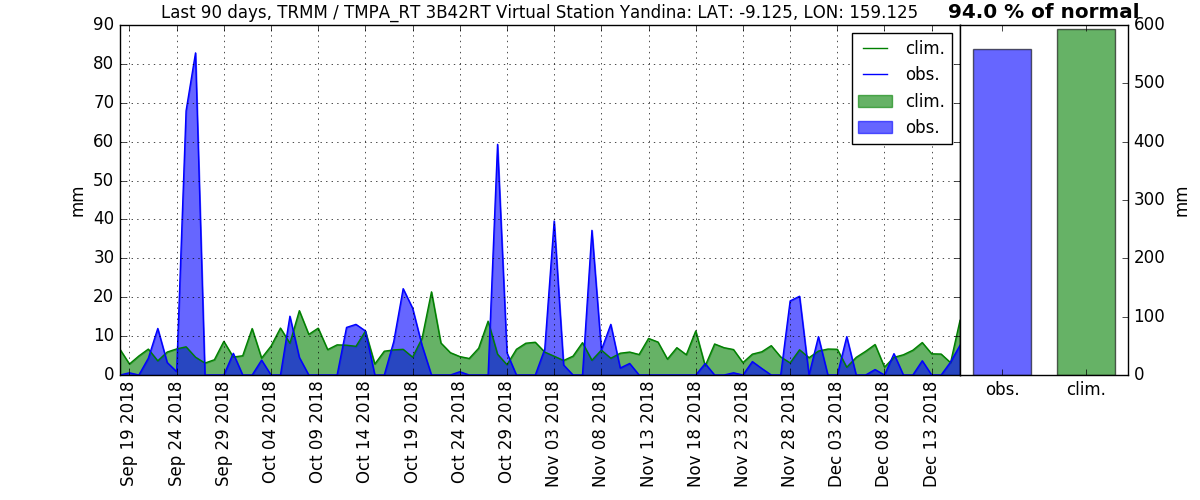 Last 90 days, TRMM / TMPA_RT 3B42RT Virtual Station Yandina: LAT: -9.125, LON: 159.125
94.0 % of normal
90
80
70
60
50
40
30
20
10
0
mm
clim.
obs.
clim.
obs.
600
500
400
300
200
100
0
mm
obs.
clim.
Sep 19 2018
Sep 24 2018
Sep 29 2018
Oct 04 2018
Oct 09 2018
Oct 14 2018
Oct 19 2018
Oct 24 2018
Oct 29 2018
Nov 03 2018
Nov 08 2018
Nov 13 2018
Nov 18 2018
Nov 23 2018
Nov 28 2018
Dec 03 2018
Dec 08 2018
Dec 13 2018